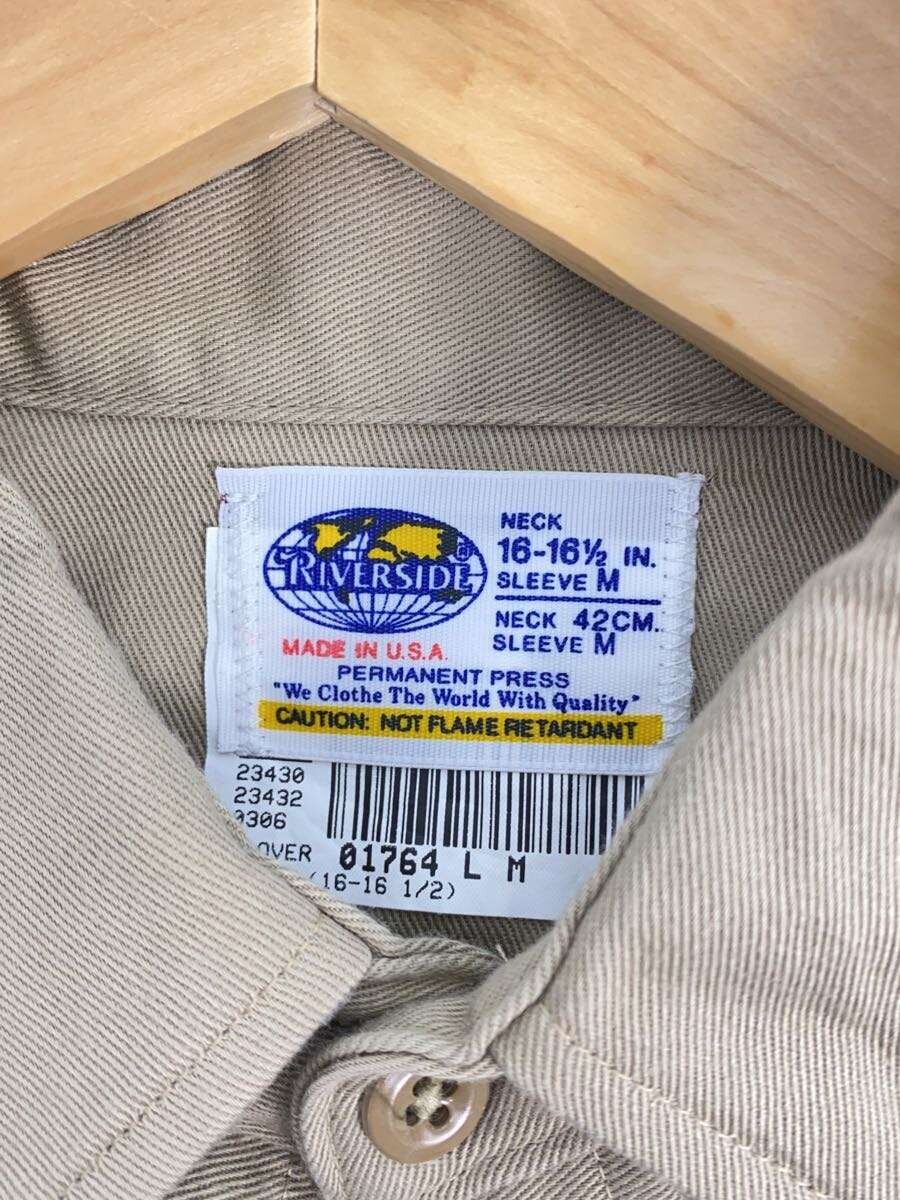 RIVERSIDE®
MADE IN U.S.A.
NECK
16-16½ IN.
SLEEVE M
NECK 42CM.
SLEEVE M
PERMANENT PRESS
"We Clothe The World With Quality"
CAUTION: NOT FLAME RETARDANT
23430
23432
0306
OVER 01764 L M
(16-16 1/2)